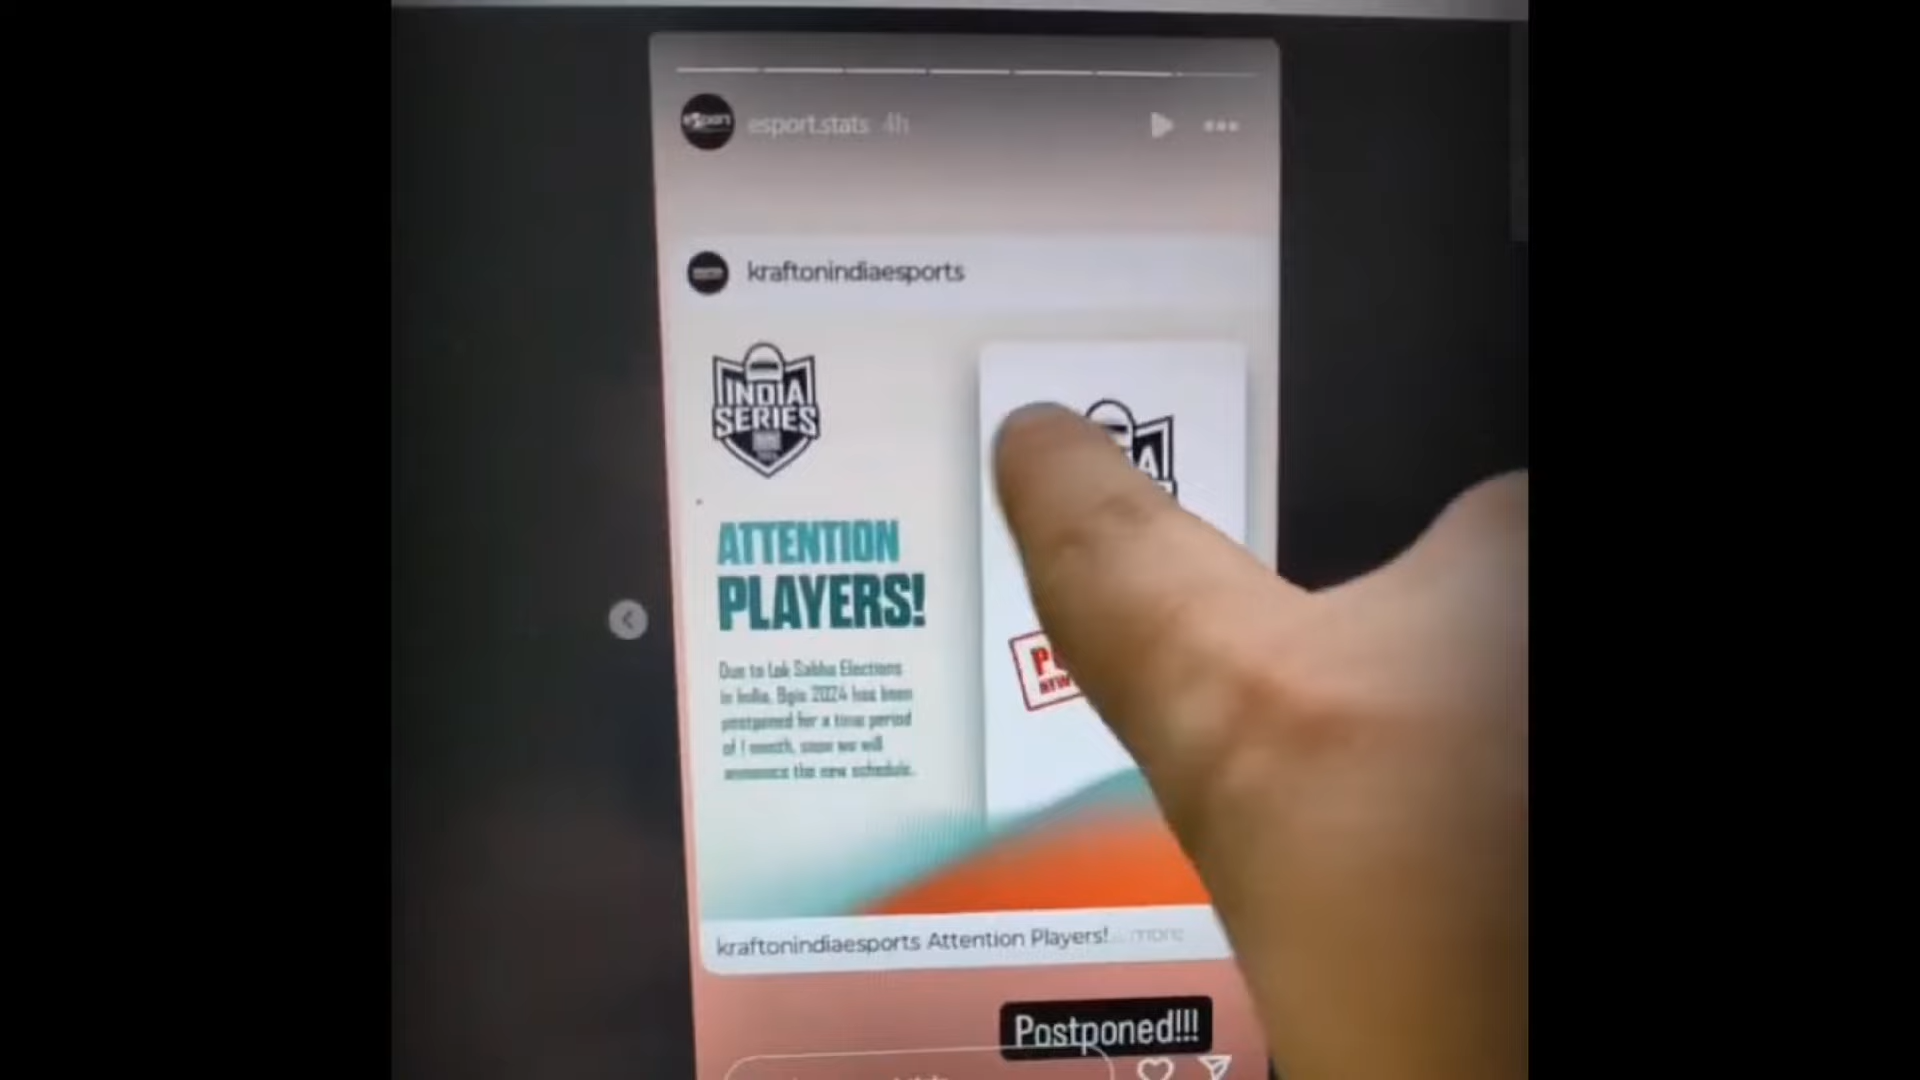 esport.stats 4h
kraftonindiaesports
INDIA
SERIES
ATTENTION
PLAYERS!
Due to Lok Sabha Elections
in India, Bgis 2024 has been
postponed for a time period
of 1 month, soon we will
announce the new schedule.
kraftonindiaesports Attention Players!... more
Postponed!!!